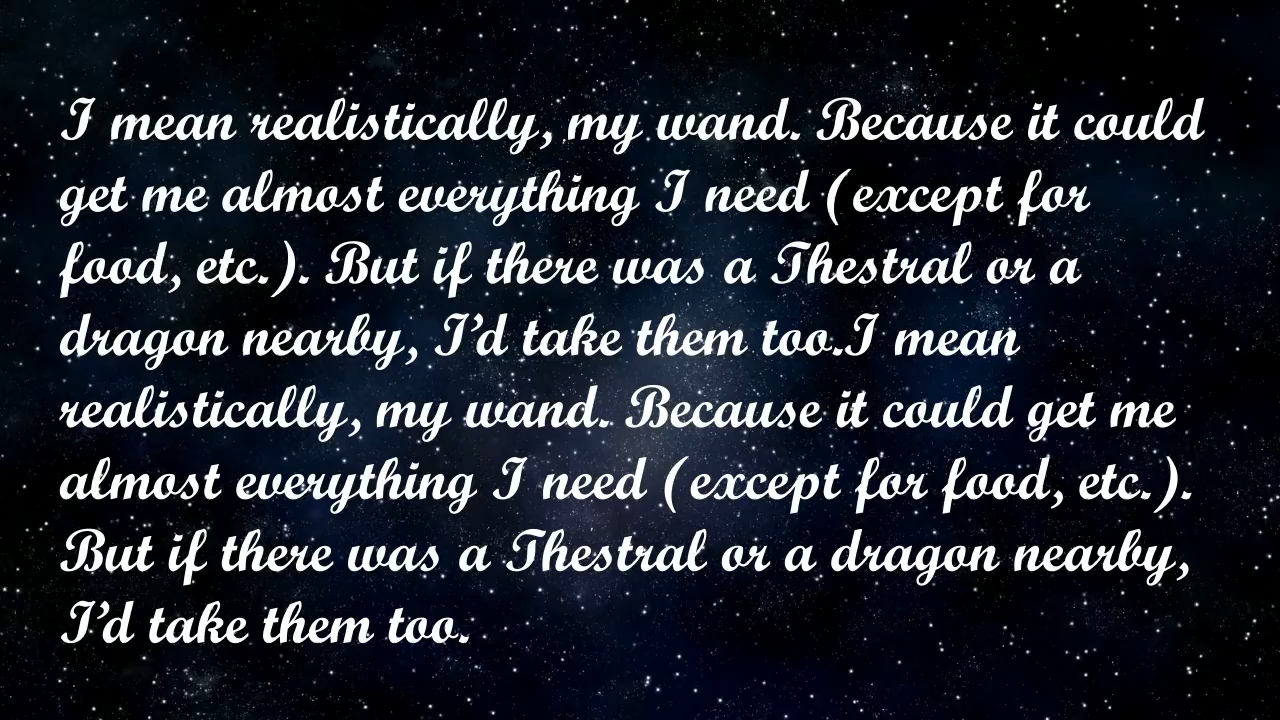 I mean realistically, my wand. Because it could
get me almost everything I need (except for
food, etc.). But if there was a Thestral or a
dragon nearby, I’d take them too.I mean
realistically, my wand. Because it could get me
almost everything I need (except for food, etc.).
But if there was a Thestral or a dragon nearby,
I’d take them too.